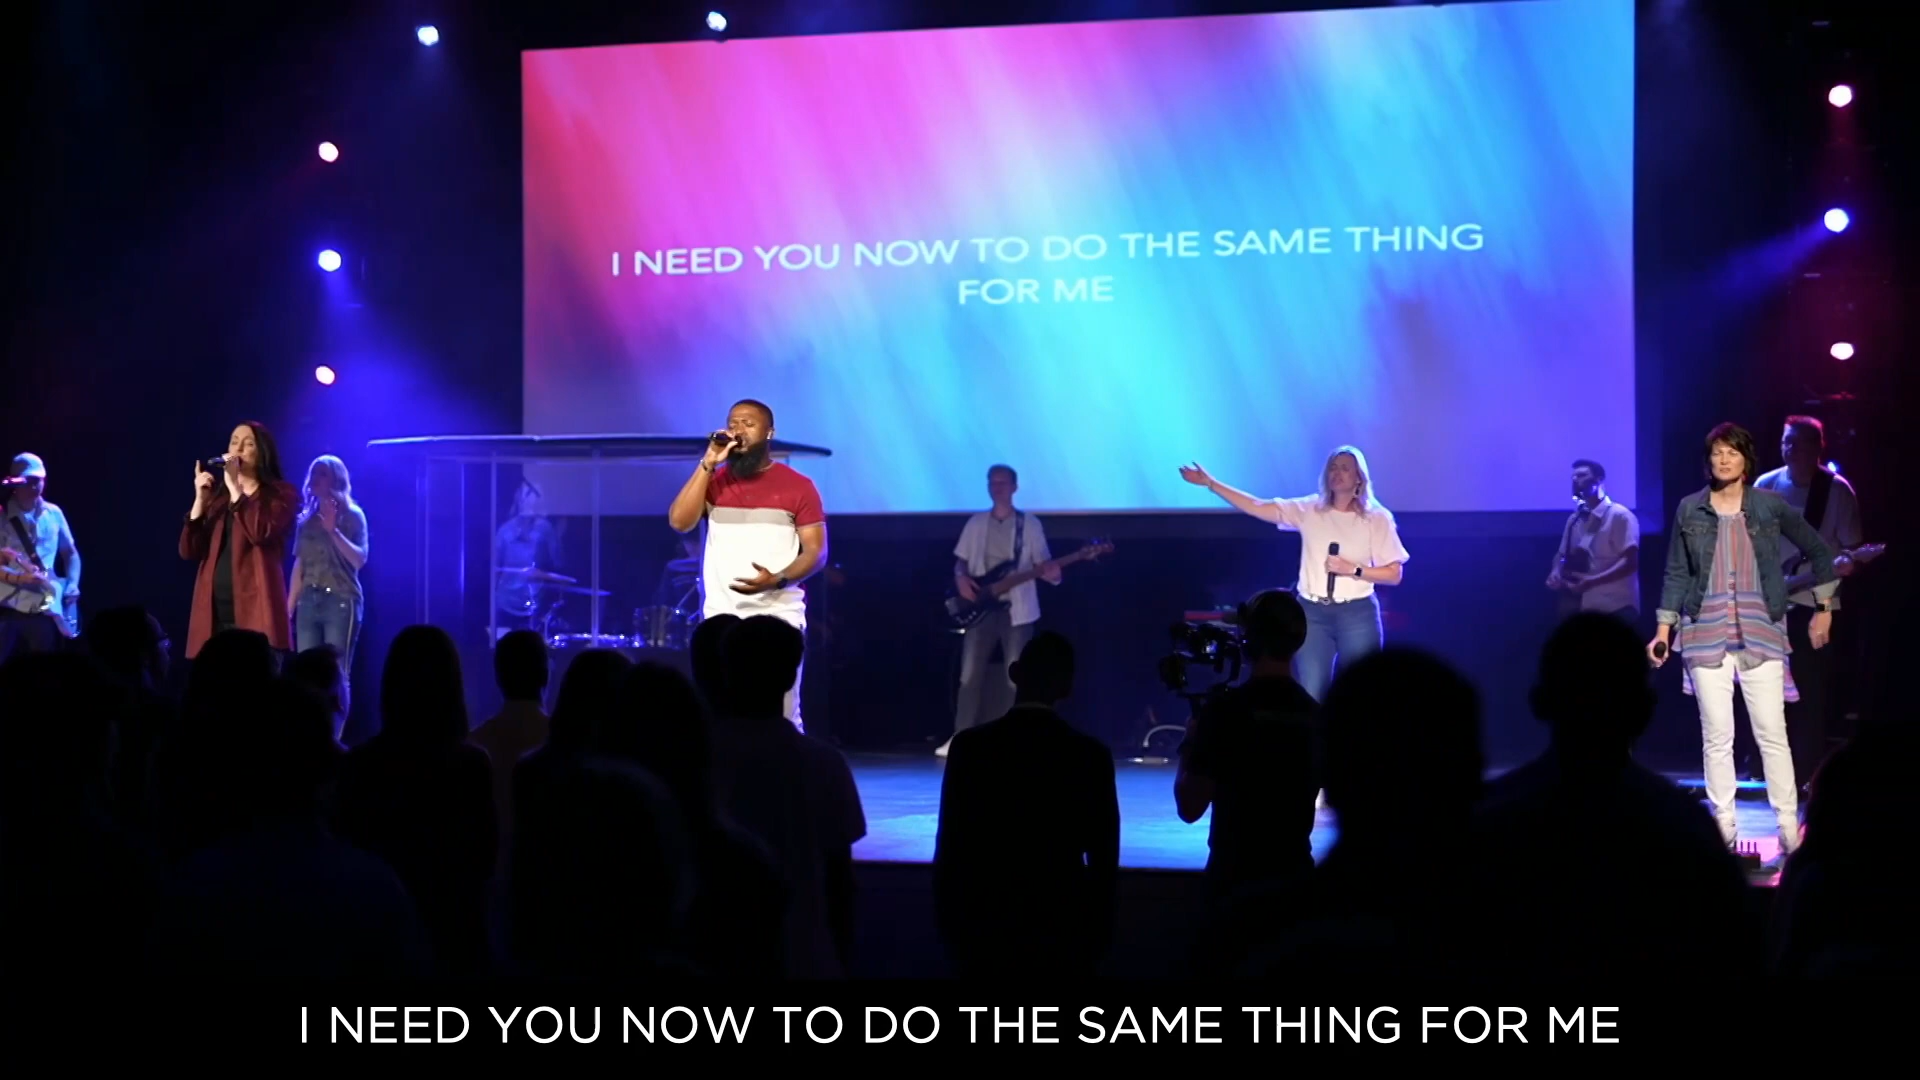 I NEED YOU NOW TO DO THE SAME THING
FOR ME
I NEED YOU NOW TO DO THE SAME THING FOR ME